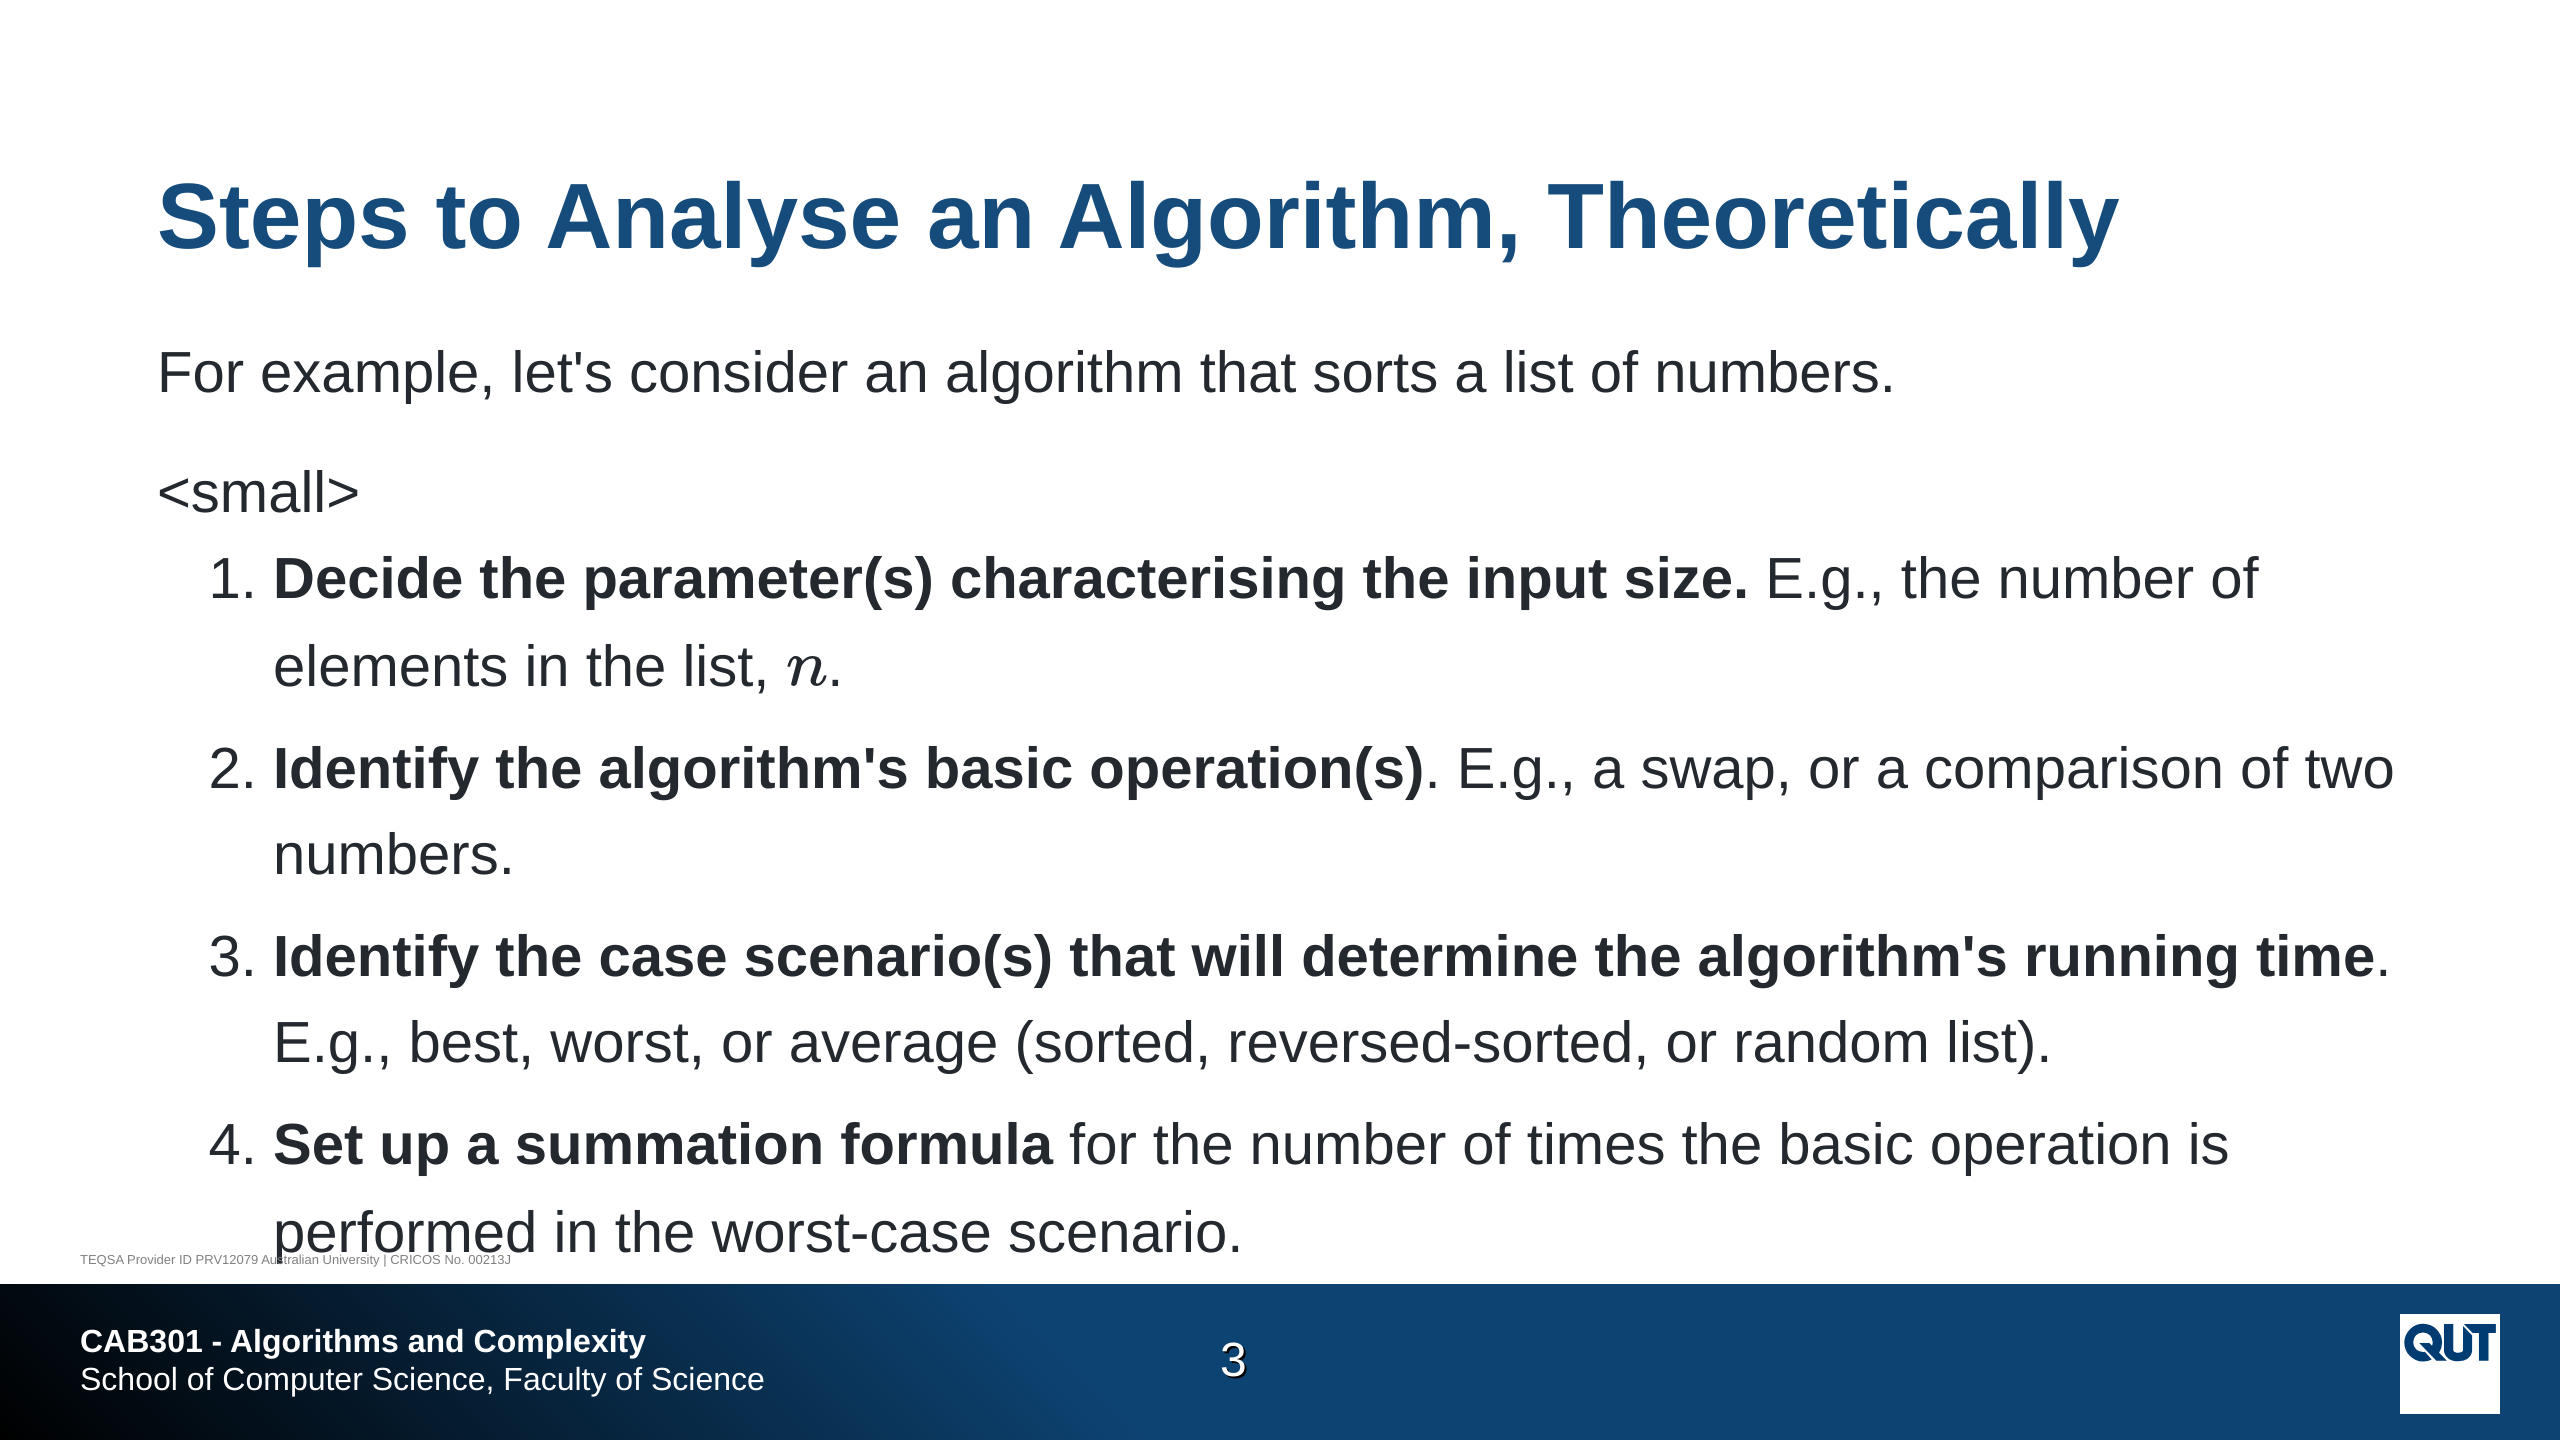 Steps to Analyse an Algorithm, Theoretically
For example, let's consider an algorithm that sorts a list of numbers.
<small>
1. Decide the parameter(s) characterising the input size. E.g., the number of
elements in the list, n.
2. Identify the algorithm's basic operation(s). E.g., a swap, or a comparison of two
numbers.
3. Identify the case scenario(s) that will determine the algorithm's running time.
E.g., best, worst, or average (sorted, reversed-sorted, or random list).
4. Set up a summation formula for the number of times the basic operation is
performed in the worst-case scenario.
TEQSA Provider ID PRV12079 Australian University | CRICOS No. 00213J
CAB301 - Algorithms and Complexity
School of Computer Science, Faculty of Science
3
QUT